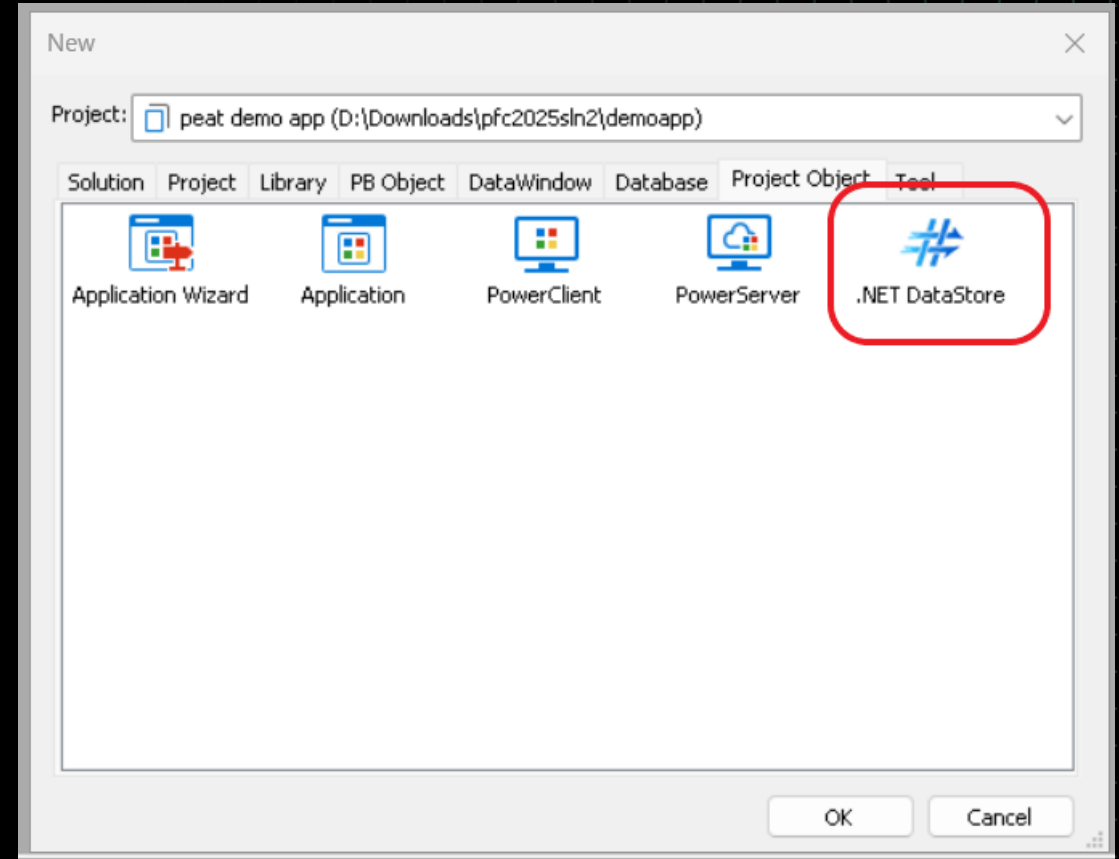 New
Project: peat demo app (D:\Downloads\pfc2025sln2\demoapp)
Solution Project Library PB Object DataWindow Database Project Object Tool
Application Wizard Application PowerClient PowerServer .NET DataStore
OK Cancel